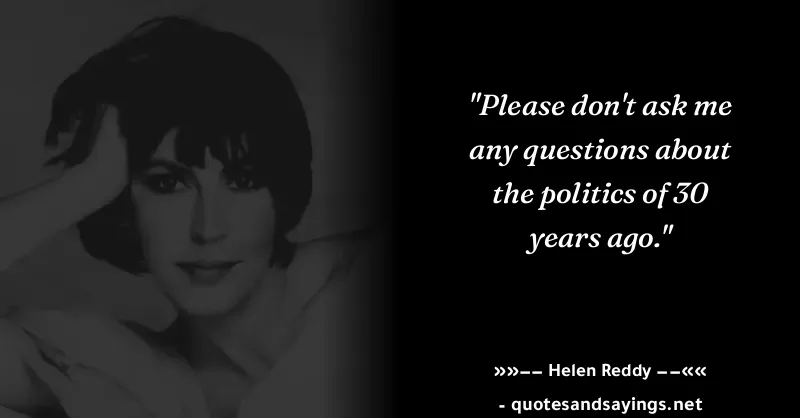 "Please don't ask me
any questions about
the politics of 30
years ago."
»»−− Helen Reddy −−««
- quotesandsayings.net